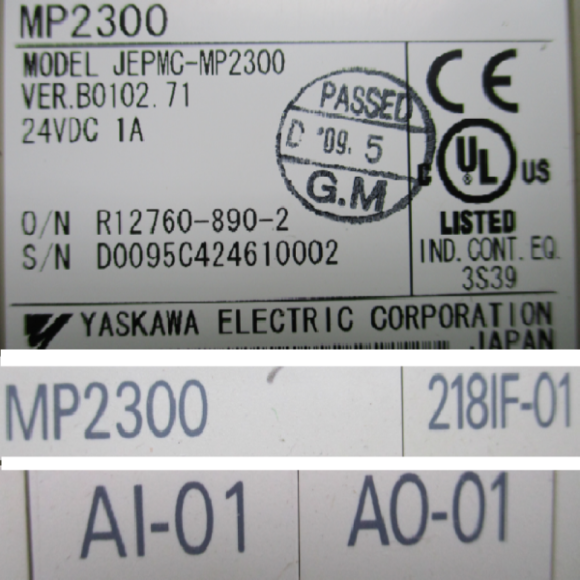 MP2300
MODEL JEPMC-MP2300
VER.B0102.71
24VDC 1A
PASSED
D '09. 5
G.M
CE
C UL US
®
LISTED
IND. CONT. EQ.
3S39
O/N R12760-890-2
S/N D0095C424610002
YASKAWA ELECTRIC CORPORATION
JAPAN
MP2300 218IF-01
AI-01 AO-01